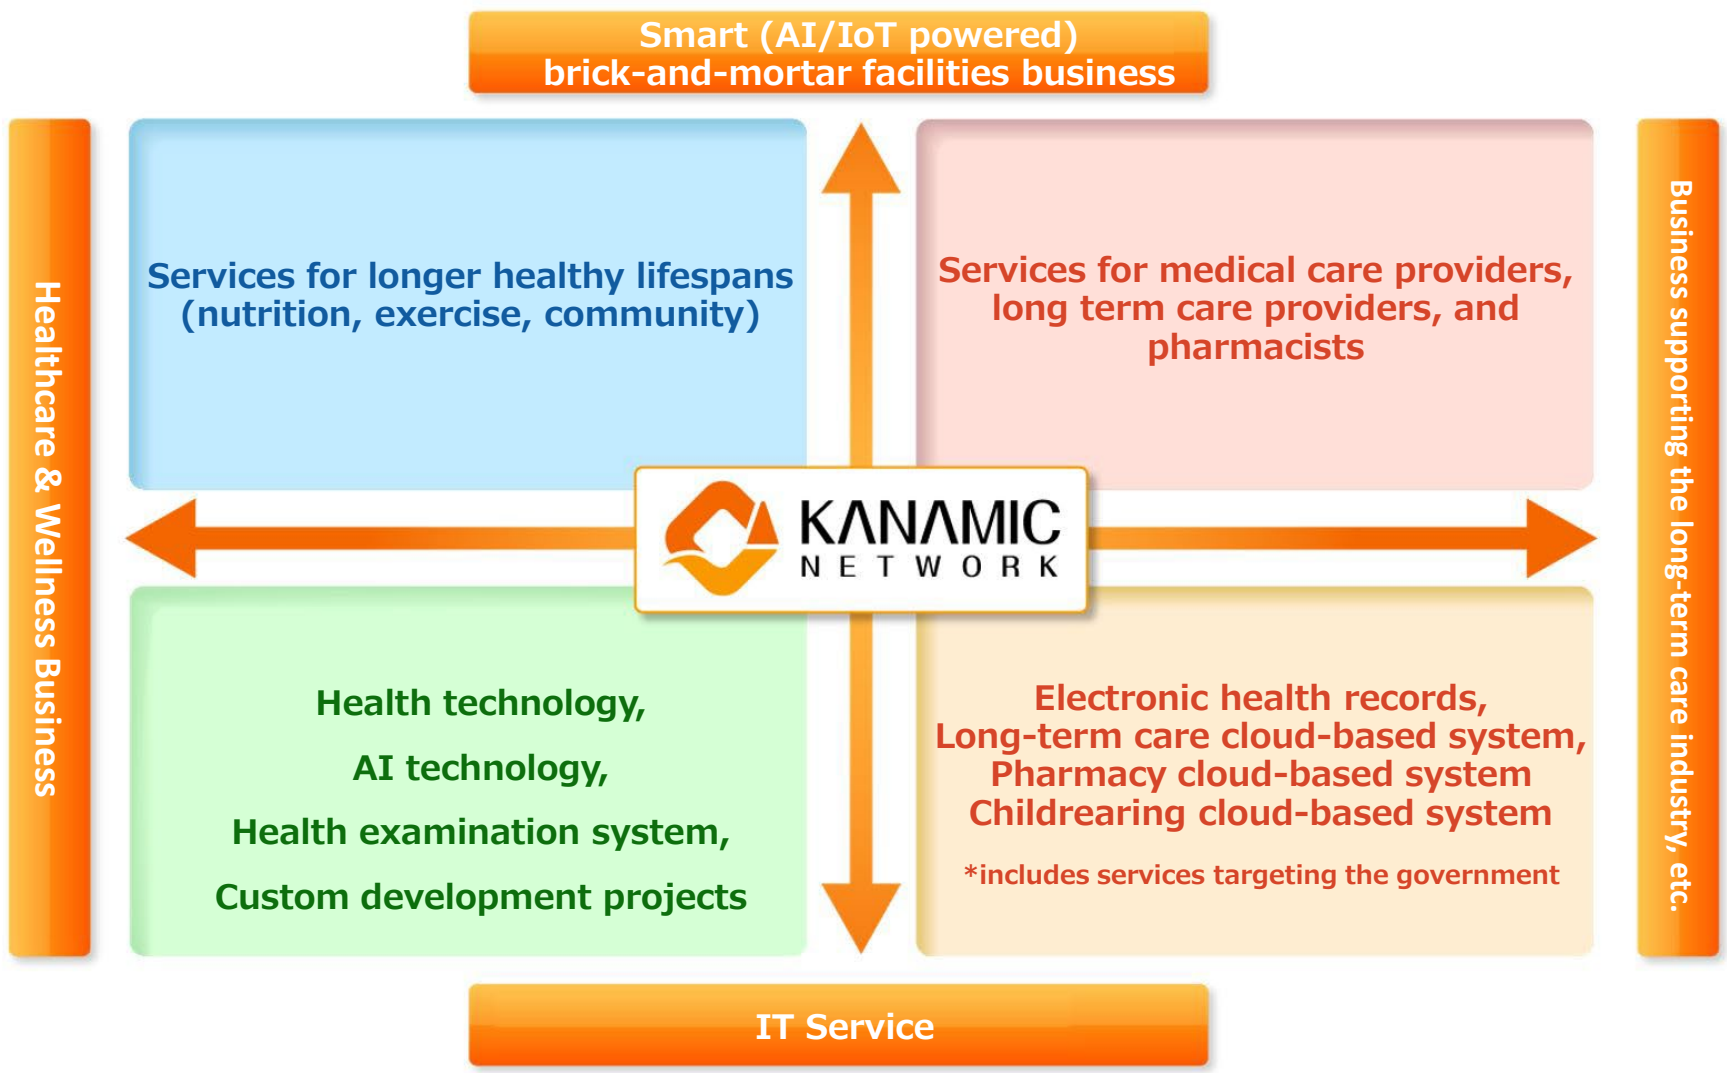 Smart (AI/IoT powered)
brick-and-mortar facilities business
Healthcare & Wellness Business
Services for longer healthy lifespans
(nutrition, exercise, community)
Services for medical care providers,
long term care providers, and
pharmacists
Business supporting the long-term care industry, etc.
KANAMIC
NETWORK
Health technology,
AI technology,
Health examination system,
Custom development projects
Electronic health records,
Long-term care cloud-based system,
Pharmacy cloud-based system
Childrearing cloud-based system
*includes services targeting the government
IT Service